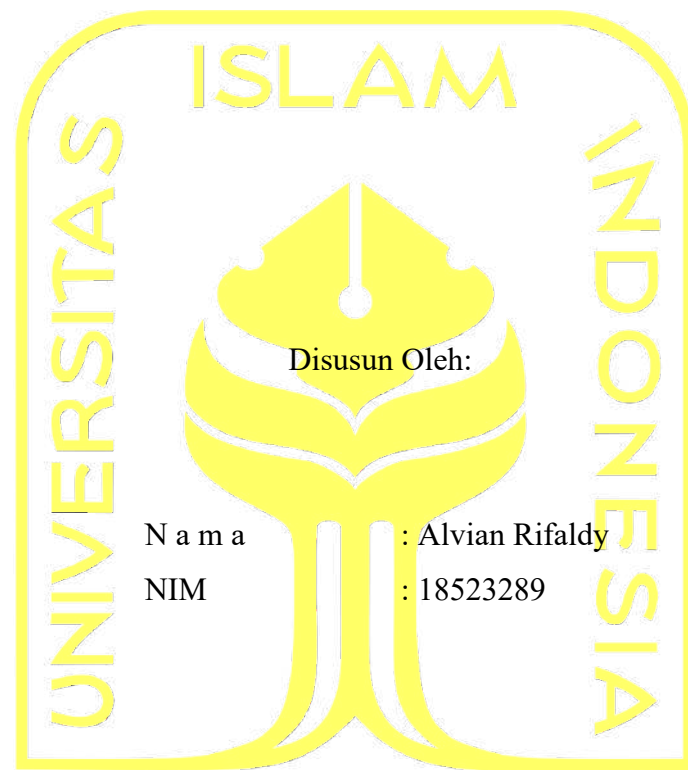 UNIVERSITAS
ISLAM
INDONESIA
Disusun Oleh:
N a m a : Alvian Rifaldy
NIM : 18523289